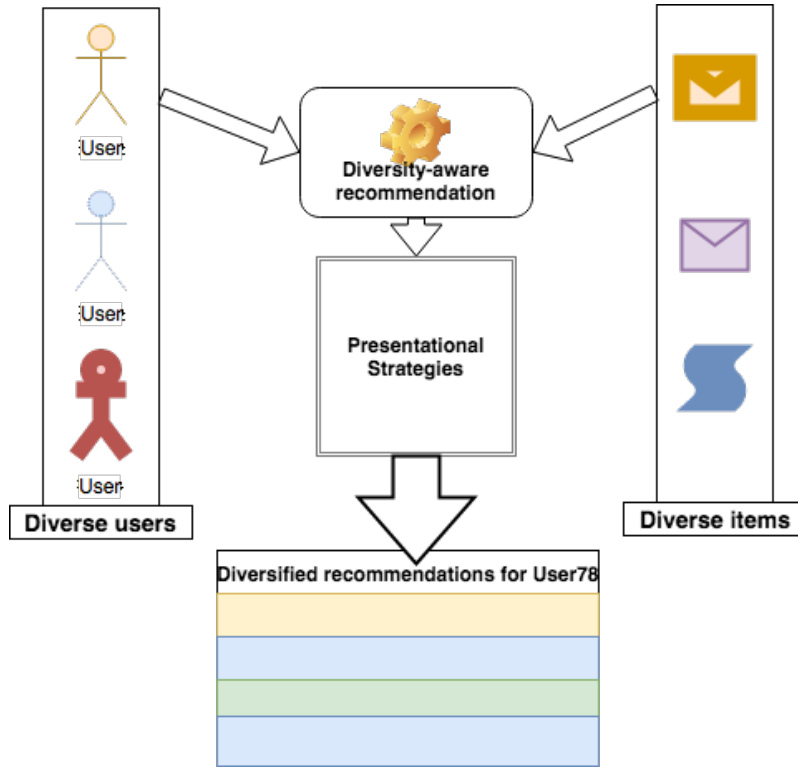 User
User
User
Diverse users
Diversity-aware
recommendation
Presentational
Strategies
Diverse items
Diversified recommendations for User78